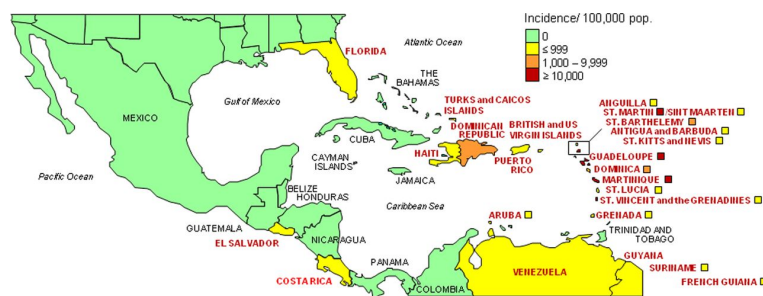 Incidence/ 100,000 pop.
0
≤ 999
1,000 – 9,999
≥ 10,000
FLORIDA
Atlantic Ocean
THE
BAHAMAS
Gulf of Mexico
TURKS and CAICOS
ISLANDS
MEXICO
DOMINICAN
REPUBLIC
BRITISH and US
VIRGIN ISLANDS
ANGUILLA
ST. MARTIN /SINT MAARTEN
ST. BARTHELEMY
ANTIGUA and BARBUDA
ST. KITTS and NEVIS
CUBA
HAITI
PUERTO
RICO
GUADELOUPE
CAYMAN
ISLANDS
Pacific Ocean
JAMAICA
DOMINICA
MARTINIQUE
BELIZE
HONDURAS
ST. LUCIA
ST. VINCENT and the GRENADINES
Caribbean Sea
ARUBA
GRENADA
GUATEMALA
EL SALVADOR
NICARAGUA
TRINIDAD AND
TOBAGO
PANAMA
COSTA RICA
COLOMBIA
VENEZUELA
GUYANA
SURINAME
FRENCH GUIANA